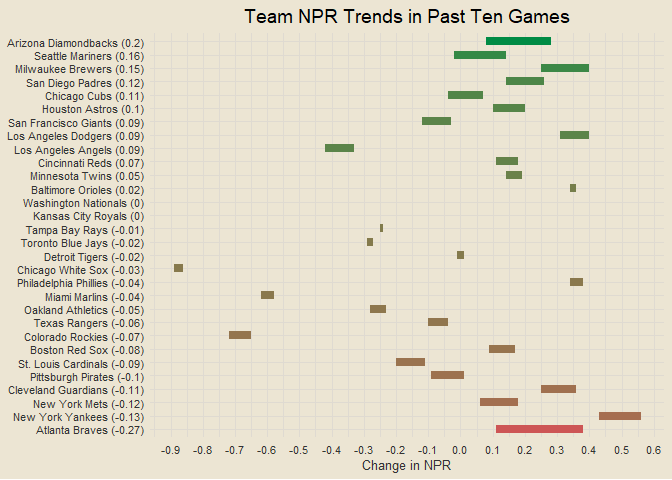 Team NPR Trends in Past Ten Games
Arizona Diamondbacks (0.2)
Seattle Mariners (0.16)
Milwaukee Brewers (0.15)
San Diego Padres (0.12)
Chicago Cubs (0.11)
Houston Astros (0.1)
San Francisco Giants (0.09)
Los Angeles Dodgers (0.09)
Los Angeles Angels (0.09)
Cincinnati Reds (0.07)
Minnesota Twins (0.05)
Baltimore Orioles (0.02)
Washington Nationals (0)
Kansas City Royals (0)
Tampa Bay Rays (-0.01)
Toronto Blue Jays (-0.02)
Detroit Tigers (-0.02)
Chicago White Sox (-0.03)
Philadelphia Phillies (-0.04)
Miami Marlins (-0.04)
Oakland Athletics (-0.05)
Texas Rangers (-0.06)
Colorado Rockies (-0.07)
Boston Red Sox (-0.08)
St. Louis Cardinals (-0.09)
Pittsburgh Pirates (-0.1)
Cleveland Guardians (-0.11)
New York Mets (-0.12)
New York Yankees (-0.13)
Atlanta Braves (-0.27)
-0.9 -0.8 -0.7 -0.6 -0.5 -0.4 -0.3 -0.2 -0.1 0.0 0.1 0.2 0.3 0.4 0.5 0.6
Change in NPR